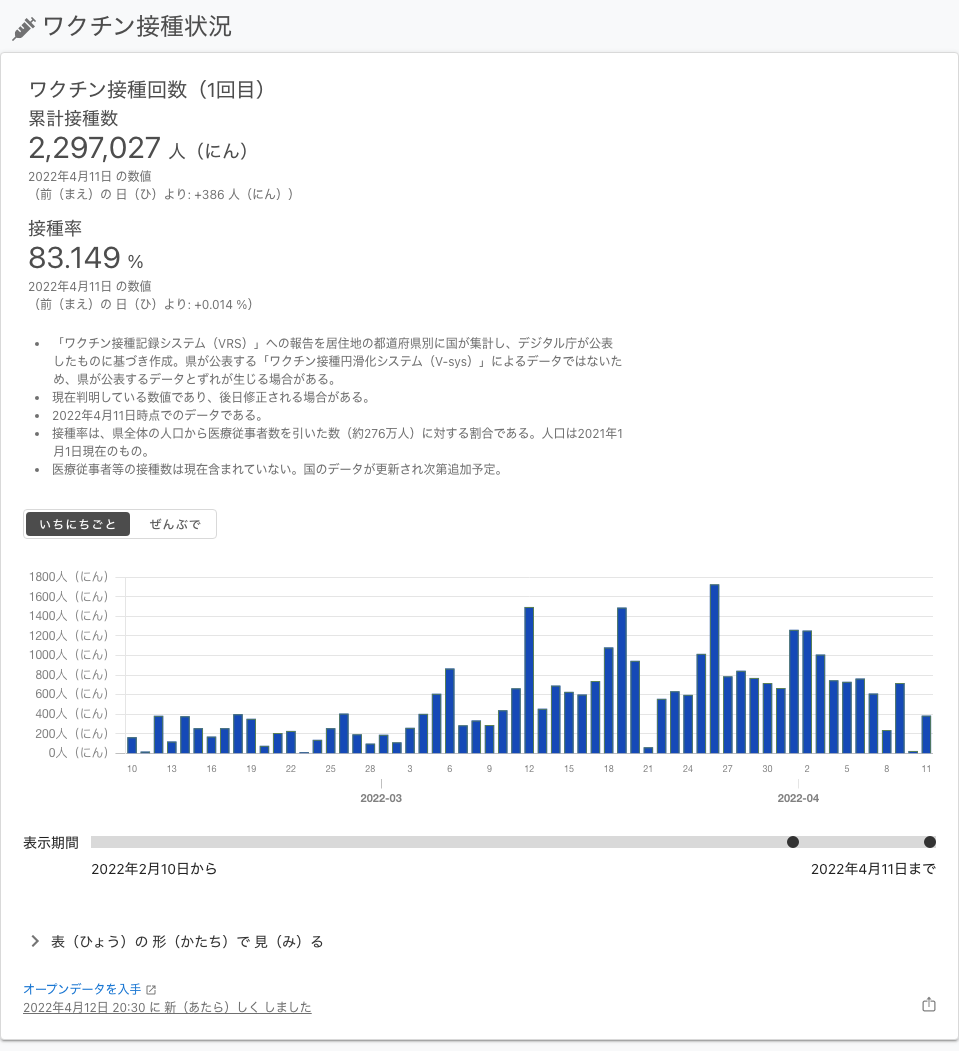 ワクチン接種状況
ワクチン接種回数（1回目）
累計接種数
2,297,027 人（にん）
2022年4月11日 の数値
（前（まえ）の 日（ひ）より: +386 人（にん））
接種率
83.149 %
2022年4月11日 の数値
（前（まえ）の 日（ひ）より: +0.014 %）
• 「ワクチン接種記録システム（VRS）」への報告を居住地の都道府県別に国が集計し、デジタル庁が公表
したものに基づき作成。県が公表する「ワクチン接種円滑化システム（V-sys）」によるデータではないた
め、県が公表するデータとずれが生じる場合がある。
• 現在判明している数値であり、後日修正される場合がある。
• 2022年4月11日時点でのデータである。
• 接種率は、県全体の人口から医療従事者数を引いた数（約276万人）に対する割合である。人口は2021年1
月1日現在のもの。
• 医療従事者等の接種数は現在含まれていない。国のデータが更新され次第追加予定。
いちにちごと ぜんぶで
1800人（にん）
1600人（にん）
1400人（にん）
1200人（にん）
1000人（にん）
800人（にん）
600人（にん）
400人（にん）
200人（にん）
0人（にん）
10 13 16 19 22 25 28 3 6 9 12 15 18 21 24 27 30 2 5 8 11
2022-03 2022-04
表示期間
2022年2月10日から 2022年4月11日まで
表（ひょう）の 形（かたち）で 見（み）る
オープンデータを入手
2022年4月12日 20:30 に 新（あたら）しく しました